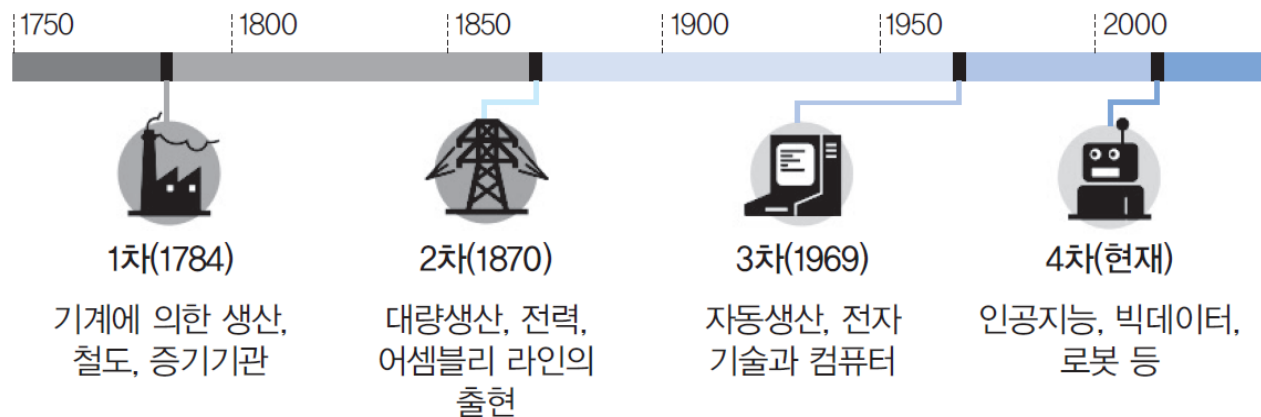 1750 1800 1850 1900 1950 2000
1차(1784)
기계에 의한 생산,
철도, 증기기관
2차(1870)
대량생산, 전력,
어셈블리 라인의
출현
3차(1969)
자동생산, 전자
기술과 컴퓨터
4차(현재)
인공지능, 빅데이터,
로봇 등